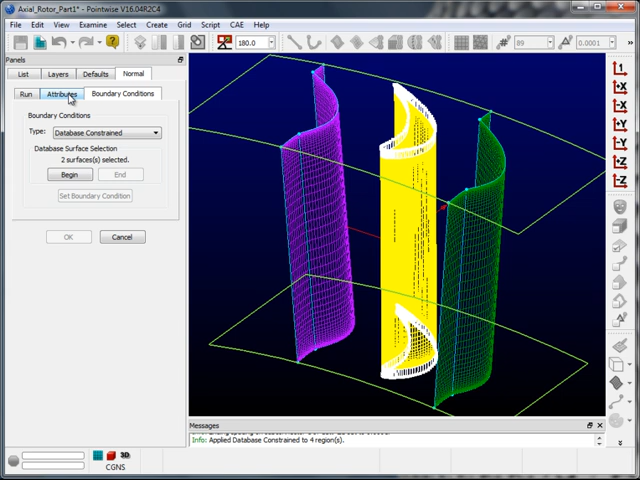 Axial_Rotor_Part1* - Pointwise V16.04R2C4
File Edit View Examine Select Create Grid Script CAE Help
180.0
89
0.0001
Panels
List Layers Defaults Normal
Run Attributes Boundary Conditions
Boundary Conditions
Type: Database Constrained
Database Surface Selection
2 surfaces(s) selected.
Begin End
Set Boundary Condition
OK Cancel
1
+X
-X
+Y
-Y
+Z
-Z
Messages
Info: Applied Database Constrained to 4 region(s).
3D
CGNS